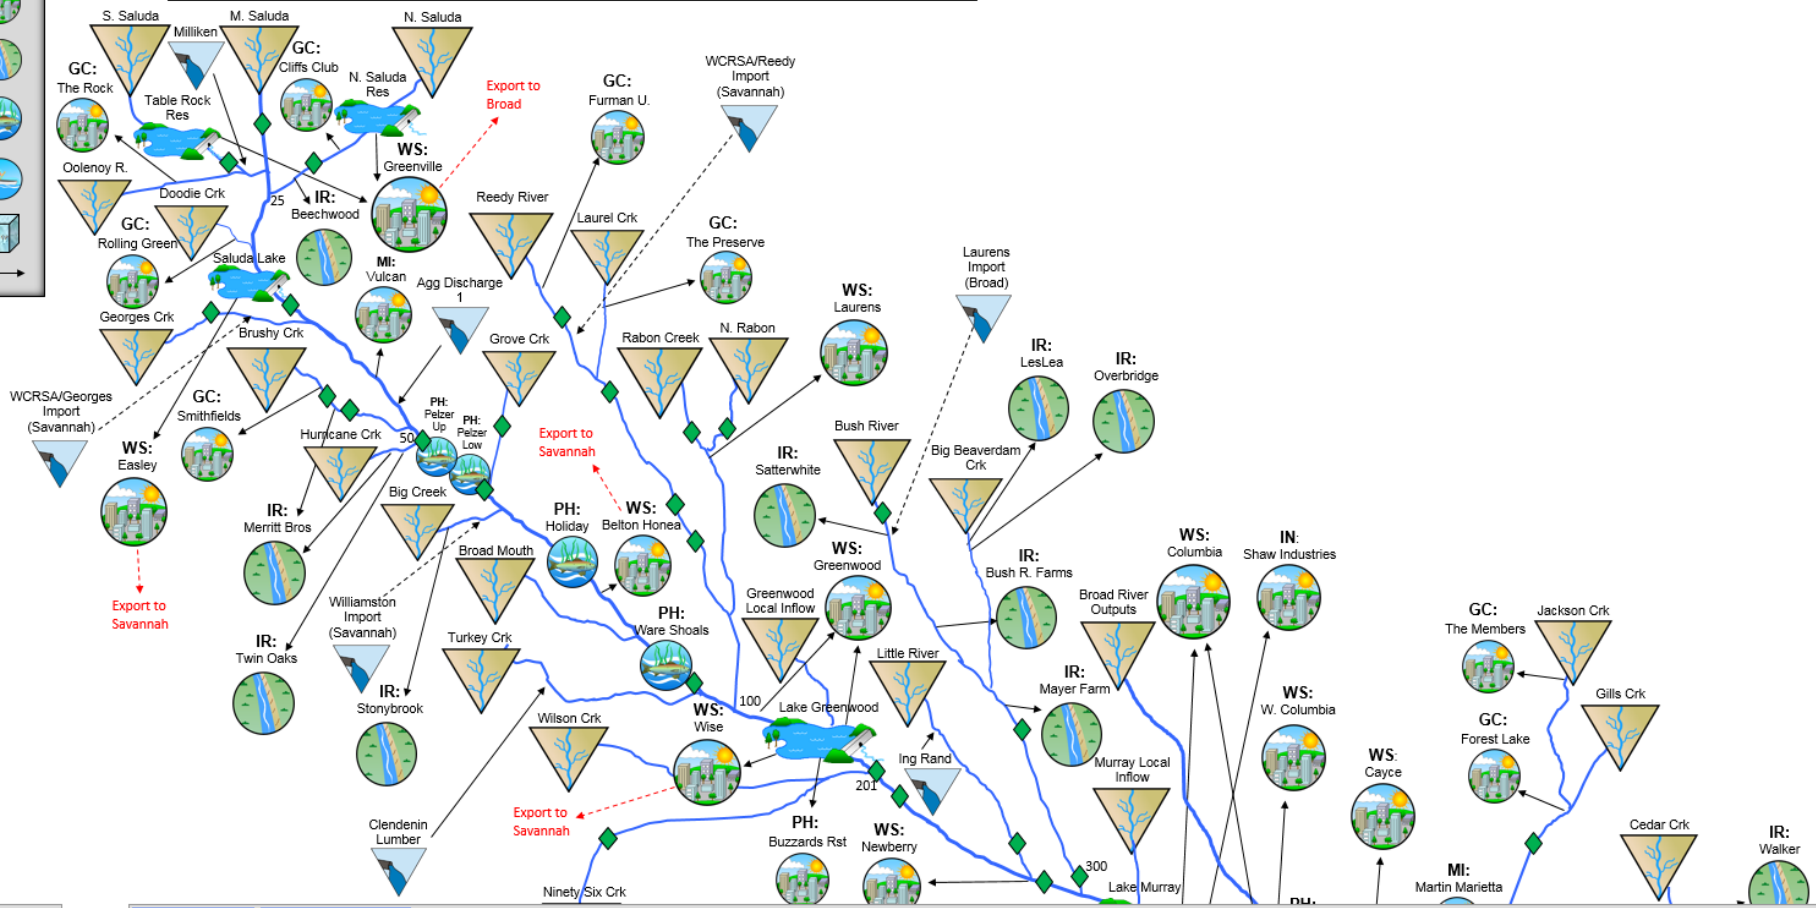 S. Saluda
M. Saluda
N. Saluda
Milliken
GC:
Cliffs Club
GC:
The Rock
N. Saluda
Res
Table Rock
Res
WCRSA/Reedy
Import
(Savannah)
Export to
Broad
GC:
Furman U.
WS:
Greenville
Oolenoy R.
Doodie Crk
25
IR:
Beechwood
Reedy River
Laurel Crk
GC:
Rolling Green
GC:
The Preserve
Saluda Lake
MI:
Vulcan
Agg Discharge
1
Laurens
Import
(Broad)
WS:
Laurens
Georges Crk
Brushy Crk
Grove Crk
Rabon Creek
N. Rabon
IR:
LesLea
IR:
Overbridge
WCRSA/Georges
Import
(Savannah)
GC:
Smithfields
PH:
Pelzer
Up
PH:
Pelzer
Low
Hurricane Crk
50
Export to
Savannah
Bush River
WS:
Easley
IR:
Satterwhite
Big Beaverdam
Crk
Big Creek
IR:
Merritt Bros
PH:
Holiday
WS:
Belton Honea
WS:
Columbia
IN:
Shaw Industries
Broad Mouth
WS:
Greenwood
IR:
Bush R. Farms
Export to
Savannah
Williamston
Import
(Savannah)
Greenwood
Local Inflow
Broad River
Outputs
PH:
Ware Shoals
GC:
The Members
Jackson Crk
Turkey Crk
IR:
Twin Oaks
Little River
IR:
Mayer Farm
IR:
Stonybrook
100
Lake Greenwood
WS:
W. Columbia
Gills Crk
Wilson Crk
WS:
Wise
GC:
Forest Lake
Ing Rand
Murray Local
Inflow
WS:
Cayce
201
Export to
Savannah
Clendenin
Lumber
PH:
Buzzards Rst
WS:
Newberry
Cedar Crk
IR:
Walker
300
MI:
Martin Marietta
Ninety Six Crk
Lake Murray
PH: